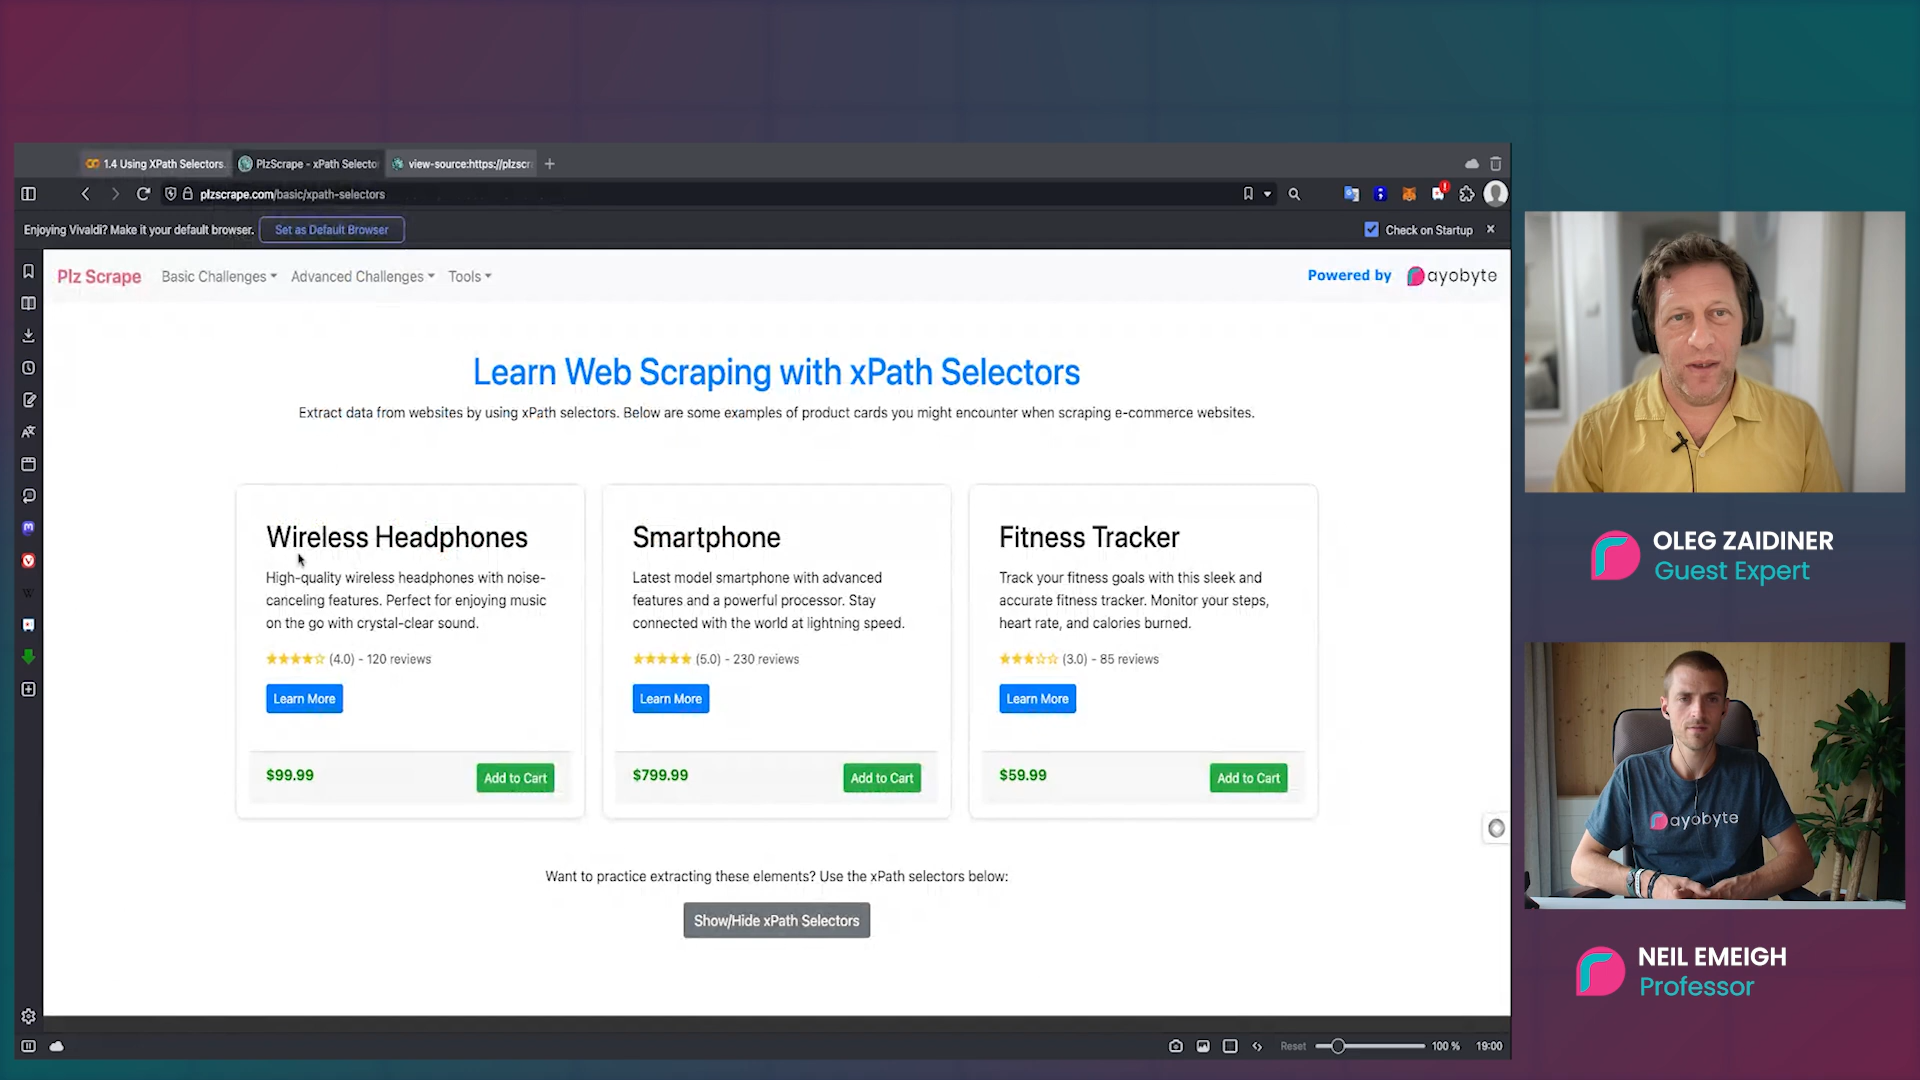 1.4 Using XPath Selectors.
PlzScrape - xPath Selecto
view-source:https://plzscr
plzscrape.com/basic/xpath-selectors
Enjoying Vivaldi? Make it your default browser.
Set as Default Browser
Check on Startup
Plz Scrape
Basic Challenges
Advanced Challenges
Tools
Powered by
rayobyte
Learn Web Scraping with xPath Selectors
Extract data from websites by using xPath selectors. Below are some examples of product cards you might encounter when scraping e-commerce websites.
Wireless Headphones
High-quality wireless headphones with noise-
canceling features. Perfect for enjoying music
on the go with crystal-clear sound.
★★★★☆ (4.0) - 120 reviews
Learn More
$99.99
Add to Cart
Smartphone
Latest model smartphone with advanced
features and a powerful processor. Stay
connected with the world at lightning speed.
★★★★★ (5.0) - 230 reviews
Learn More
$799.99
Add to Cart
Fitness Tracker
Track your fitness goals with this sleek and
accurate fitness tracker. Monitor your steps,
heart rate, and calories burned.
★★★☆☆ (3.0) - 85 reviews
Learn More
$59.99
Add to Cart
Want to practice extracting these elements? Use the xPath selectors below:
Show/Hide xPath Selectors
Reset
100 %
19:00
OLEG ZAIDINER
Guest Expert
rayobyte
NEIL EMEIGH
Professor